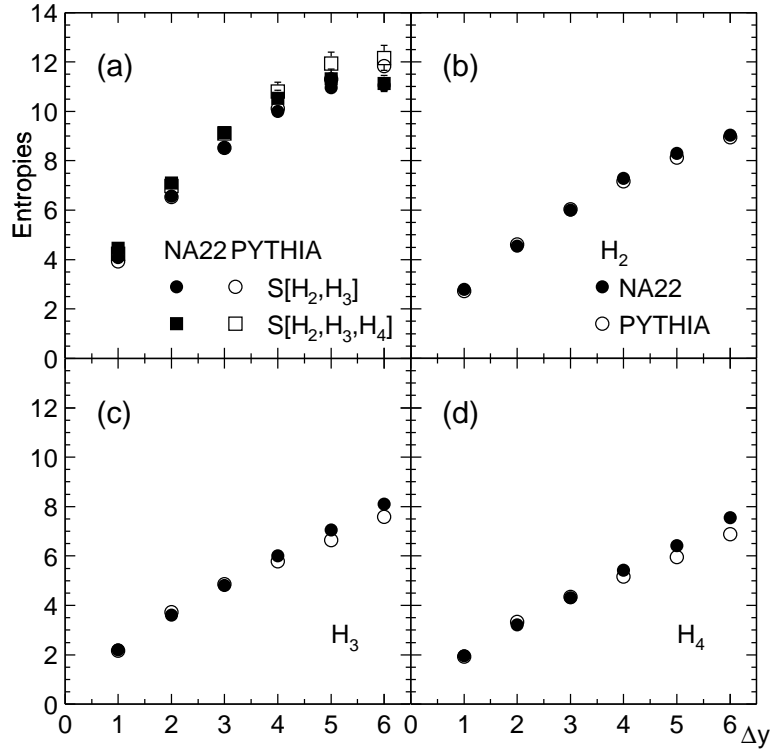 14
12
10
8
6
4
2
0
Entropies
(a)
NA22 PYTHIA
S[H₂,H₃]
S[H₂,H₃,H₄]
(b)
H₂
NA22
PYTHIA
12
10
8
6
4
2
0
(c)
H₃
(d)
H₄
0 1 2 3 4 5 6 0 1 2 3 4 5 6 Δy